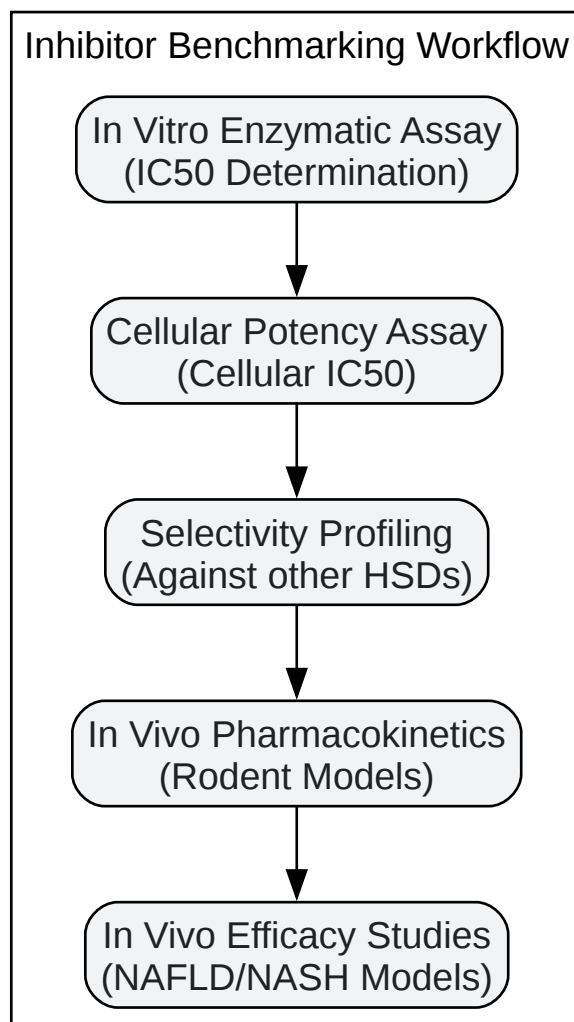 Inhibitor Benchmarking Workflow
In Vitro Enzymatic Assay
(IC50 Determination)
Cellular Potency Assay
(Cellular IC50)
Selectivity Profiling
(Against other HSDs)
In Vivo Pharmacokinetics
(Rodent Models)
In Vivo Efficacy Studies
(NAFLD/NASH Models)